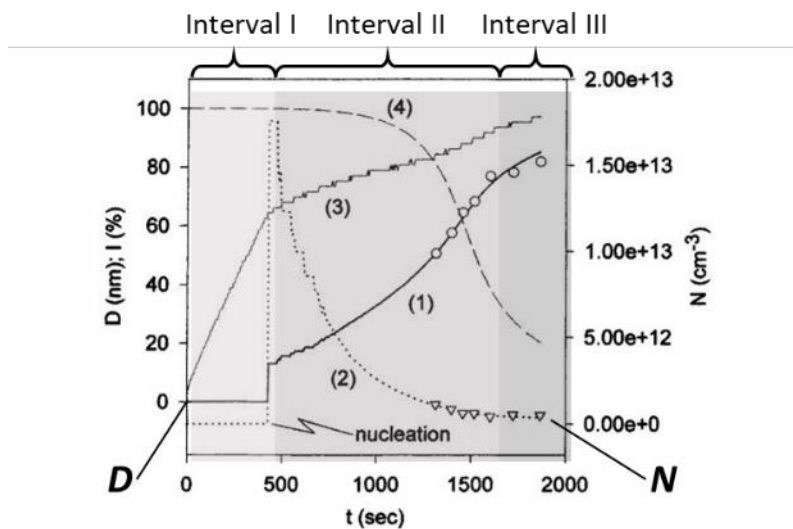 Interval I Interval II Interval III
2.00e+13
100
(4)
80
1.50e+13
(3)
D (nm); I (%)
60
1.00e+13
N (cm-3)
40
(1)
5.00e+12
20
(2)
0
0.00e+0
nucleation
D
N
0 500 1000 1500 2000
t (sec)